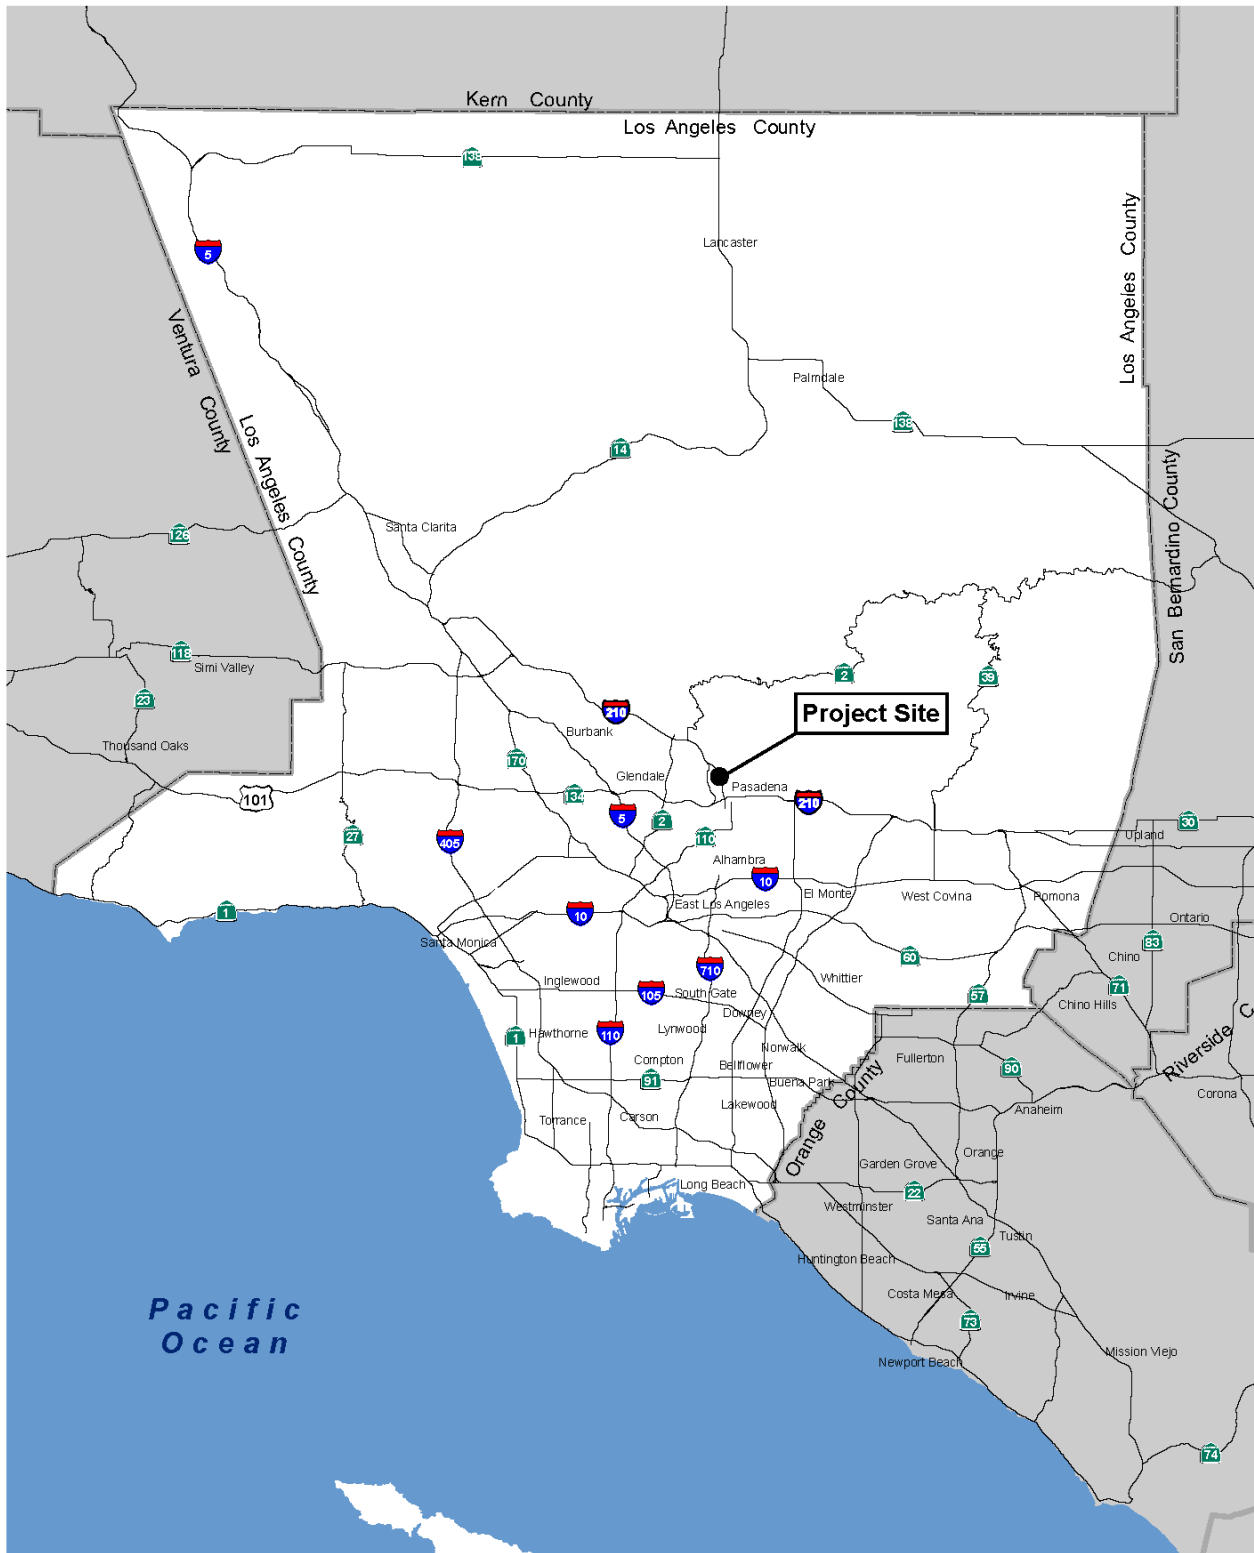 Kern County
Los Angeles County
138
Los Angeles County
Lancaster
5
Ventura County
Los Angeles County
Palmdale
138
14
San Bernardino County
Santa Clarita
126
118
Simi Valley
2
39
23
210
Project Site
Burbank
Thousand Oaks
170
Glendale
Pasadena
134
101
210
5
2
30
27
405
110
Upland
Alhambra
10
El Monte
West Covina
Pomona
East Los Angeles
1
10
Ontario
Santa Monica
83
60
Chino
710
Whittier
Inglewood
105
South Gate
57
71
Chino Hills
Downey
Hawthorne
1
110
Lynwood
Norwalk
Riverside C
Compton
Bellflower
Fullerton
90
91
Buena Park
Orange County
Corona
Lakewood
Anaheim
Torrance
Carson
Orange
Garden Grove
Long Beach
22
Westminster
Santa Ana
Tustin
55
Huntington Beach
Costa Mesa
Irvine
Pacific
Ocean
73
Mission Viejo
Newport Beach
74